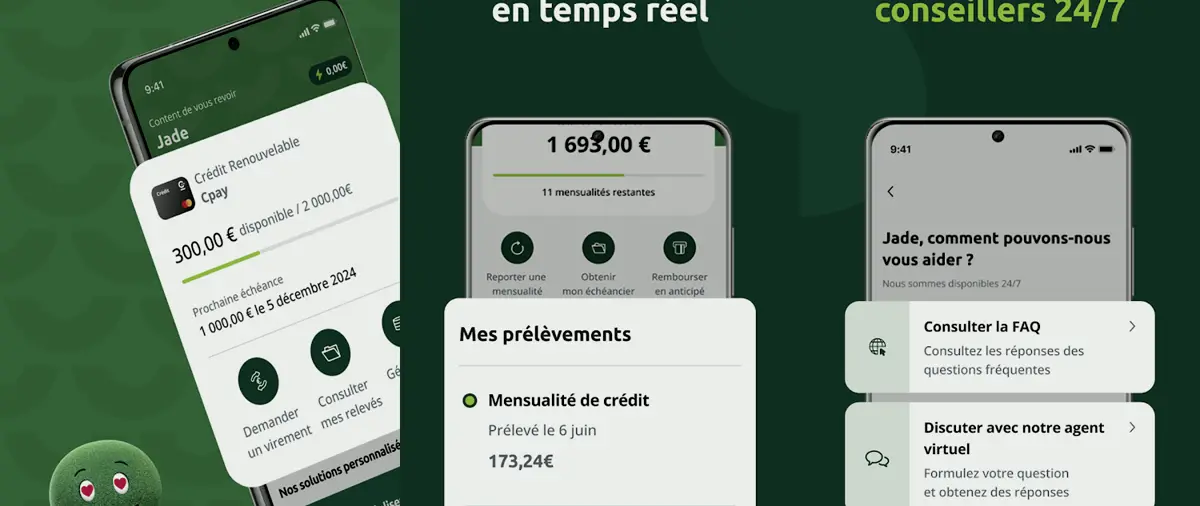 9:41
0,00€
Content de vous revoir
Jade
Crédit Renouvelable
Cpay
300,00 € disponible / 2 000,00€
Prochaine échéance
1 000,00 € le 5 décembre 2024
Demander
un virement
Consulter
mes relevés
Nos solutions personnalisé
en temps réel
1 693,00 €
11 mensualités restantes
Reporter une
mensualité
Obtenir
mon échéancier
Rembourser
en anticipé
Mes prélèvements
Mensualité de crédit
Prélevé le 6 juin
173,24€
conseillers 24/7
9:41
Jade, comment pouvons-nous
vous aider ?
Nous sommes disponibles 24/7
Consulter la FAQ
Consultez les réponses des
questions fréquentes
Discuter avec notre agent
virtuel
Formulez votre question
et obtenez des réponses